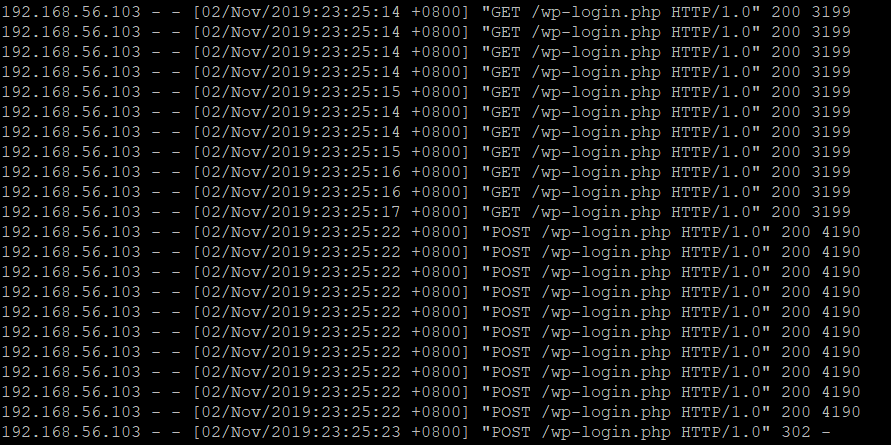 192.168.56.103 - - [02/Nov/2019:23:25:14 +0800] "GET /wp-login.php HTTP/1.0" 200 3199
192.168.56.103 - - [02/Nov/2019:23:25:14 +0800] "GET /wp-login.php HTTP/1.0" 200 3199
192.168.56.103 - - [02/Nov/2019:23:25:14 +0800] "GET /wp-login.php HTTP/1.0" 200 3199
192.168.56.103 - - [02/Nov/2019:23:25:14 +0800] "GET /wp-login.php HTTP/1.0" 200 3199
192.168.56.103 - - [02/Nov/2019:23:25:15 +0800] "GET /wp-login.php HTTP/1.0" 200 3199
192.168.56.103 - - [02/Nov/2019:23:25:14 +0800] "GET /wp-login.php HTTP/1.0" 200 3199
192.168.56.103 - - [02/Nov/2019:23:25:14 +0800] "GET /wp-login.php HTTP/1.0" 200 3199
192.168.56.103 - - [02/Nov/2019:23:25:15 +0800] "GET /wp-login.php HTTP/1.0" 200 3199
192.168.56.103 - - [02/Nov/2019:23:25:16 +0800] "GET /wp-login.php HTTP/1.0" 200 3199
192.168.56.103 - - [02/Nov/2019:23:25:16 +0800] "GET /wp-login.php HTTP/1.0" 200 3199
192.168.56.103 - - [02/Nov/2019:23:25:17 +0800] "GET /wp-login.php HTTP/1.0" 200 3199
192.168.56.103 - - [02/Nov/2019:23:25:22 +0800] "POST /wp-login.php HTTP/1.0" 200 4190
192.168.56.103 - - [02/Nov/2019:23:25:22 +0800] "POST /wp-login.php HTTP/1.0" 200 4190
192.168.56.103 - - [02/Nov/2019:23:25:22 +0800] "POST /wp-login.php HTTP/1.0" 200 4190
192.168.56.103 - - [02/Nov/2019:23:25:22 +0800] "POST /wp-login.php HTTP/1.0" 200 4190
192.168.56.103 - - [02/Nov/2019:23:25:22 +0800] "POST /wp-login.php HTTP/1.0" 200 4190
192.168.56.103 - - [02/Nov/2019:23:25:22 +0800] "POST /wp-login.php HTTP/1.0" 200 4190
192.168.56.103 - - [02/Nov/2019:23:25:22 +0800] "POST /wp-login.php HTTP/1.0" 200 4190
192.168.56.103 - - [02/Nov/2019:23:25:22 +0800] "POST /wp-login.php HTTP/1.0" 200 4190
192.168.56.103 - - [02/Nov/2019:23:25:22 +0800] "POST /wp-login.php HTTP/1.0" 200 4190
192.168.56.103 - - [02/Nov/2019:23:25:22 +0800] "POST /wp-login.php HTTP/1.0" 200 4190
192.168.56.103 - - [02/Nov/2019:23:25:23 +0800] "POST /wp-login.php HTTP/1.0" 302 -